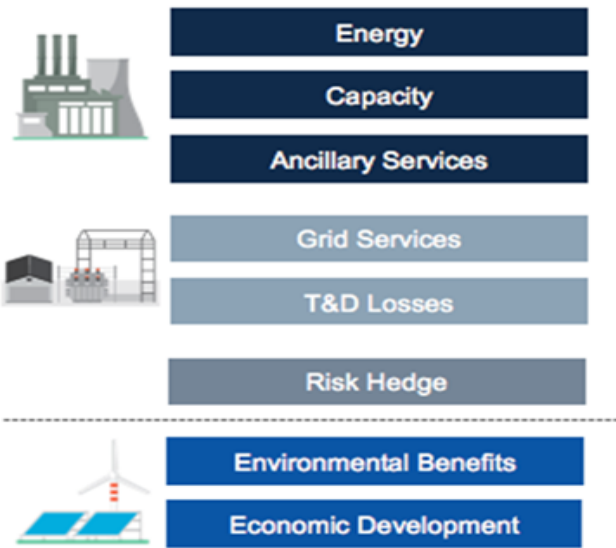 Energy
Capacity
Ancillary Services
Grid Services
T&D Losses
Risk Hedge
Environmental Benefits
Economic Development